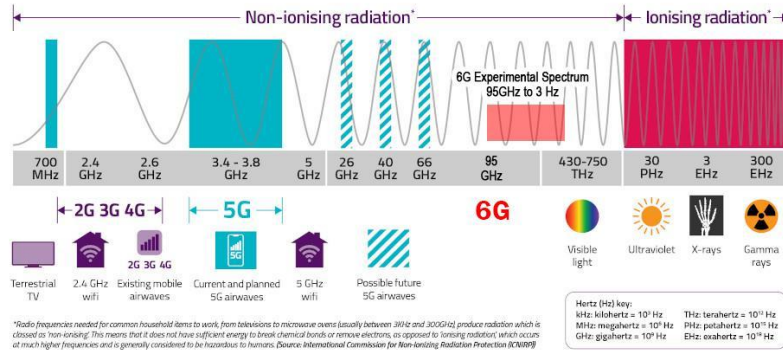 Non-ionising radiation*
Ionising radiation*
6G Experimental Spectrum
95GHz to 3 Hz
700
MHz
2.4
GHz
2.6
GHz
3.4 - 3.8
GHz
5
GHz
26
GHz
40
GHz
66
GHz
95
GHz
430-750
THz
30
PHz
3
EHz
300
EHz
2G 3G 4G
5G
6G
Terrestrial
TV
2.4 GHz
wifi
2G 3G 4G
Existing mobile
airwaves
5G
Current and planned
5G airwaves
5 GHz
wifi
Possible future
5G airwaves
Visible
light
Ultraviolet
X-rays
Gamma
rays
*Radio frequencies needed for common household items to work, from televisions to microwave ovens (usually between 3KHz and 300GHz), produce radiation which is
classed as 'non-ionising'. This means that it does not have sufficient energy to break chemical bonds or remove electrons, as opposed to 'ionising radiation', which occurs
at much higher frequencies and is generally considered to be hazardous to humans. [Source: International Commission for Non-Ionizing Radiation Protection (ICNIRP)]
Hertz (Hz) key:
kHz: kilohertz = 10³ Hz
MHz: megahertz = 10⁶ Hz
GHz: gigahertz = 10⁹ Hz
THz: terahertz = 10¹² Hz
PHz: petahertz = 10¹⁵ Hz
EHz: exahertz = 10¹⁸ Hz